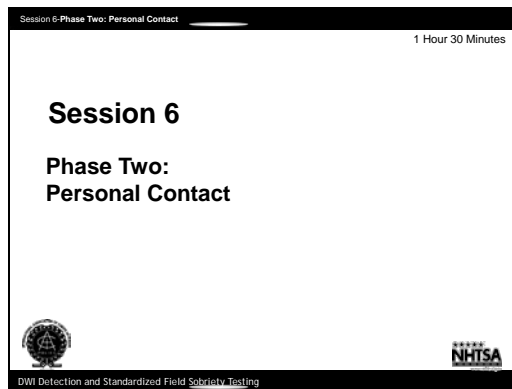 Session 6-Phase Two: Personal Contact
1 Hour 30 Minutes
Session 6
Phase Two:
Personal Contact
NHTSA
DWI Detection and Standardized Field Sobriety Testing